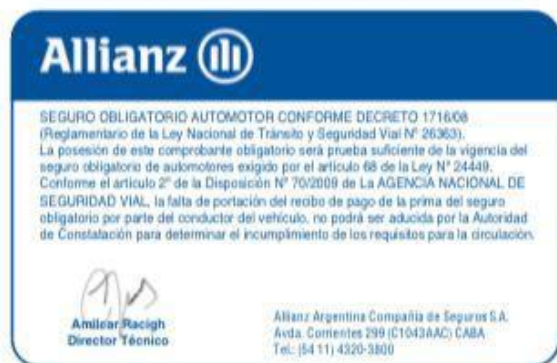 Allianz
SEGURO OBLIGATORIO AUTOMOTOR CONFORME DECRETO 1716/08
(Reglamentario de la Ley Nacional de Tránsito y Seguridad Vial Nº 26363).
La posesión de este comprobante obligatorio será prueba suficiente de la vigencia del
seguro obligatorio de automotores exigido por el artículo 68 de la Ley N° 24449.
Conforme el artículo 2° de la Disposición N° 70/2009 de La AGENCIA NACIONAL DE
SEGURIDAD VIAL, la falta de portación del recibo de pago de la prima del seguro
obligatorio por parte del conductor del vehículo, no podrá ser aducida por la Autoridad
de Constatación para determinar el incumplimiento de los requisitos para la circulación.
Amilcar Racigh
Director Técnico
Allianz Argentina Compañía de Seguros S.A.
Avda. Corrientes 299 (C1043AAC) CABA
Tel.: (54 11) 4320-3800